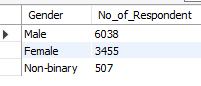 Gender No_of_Respondent
Male 6038
Female 3455
Non-binary 507